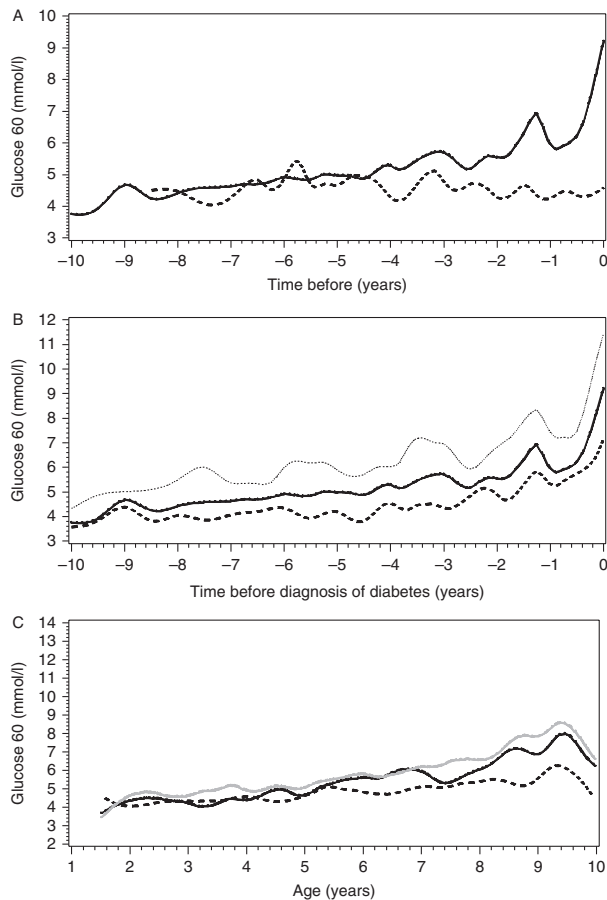 A
Glucose 60 (mmol/l)
10
9
8
7
6
5
4
3
–10 –9 –8 –7 –6 –5 –4 –3 –2 –1 0
Time before (years)
B
Glucose 60 (mmol/l)
12
11
10
9
8
7
6
5
4
3
–10 –9 –8 –7 –6 –5 –4 –3 –2 –1 0
Time before diagnosis of diabetes (years)
C
Glucose 60 (mmol/l)
14
13
12
11
10
9
8
7
6
5
4
3
2
1 2 3 4 5 6 7 8 9 10
Age (years)